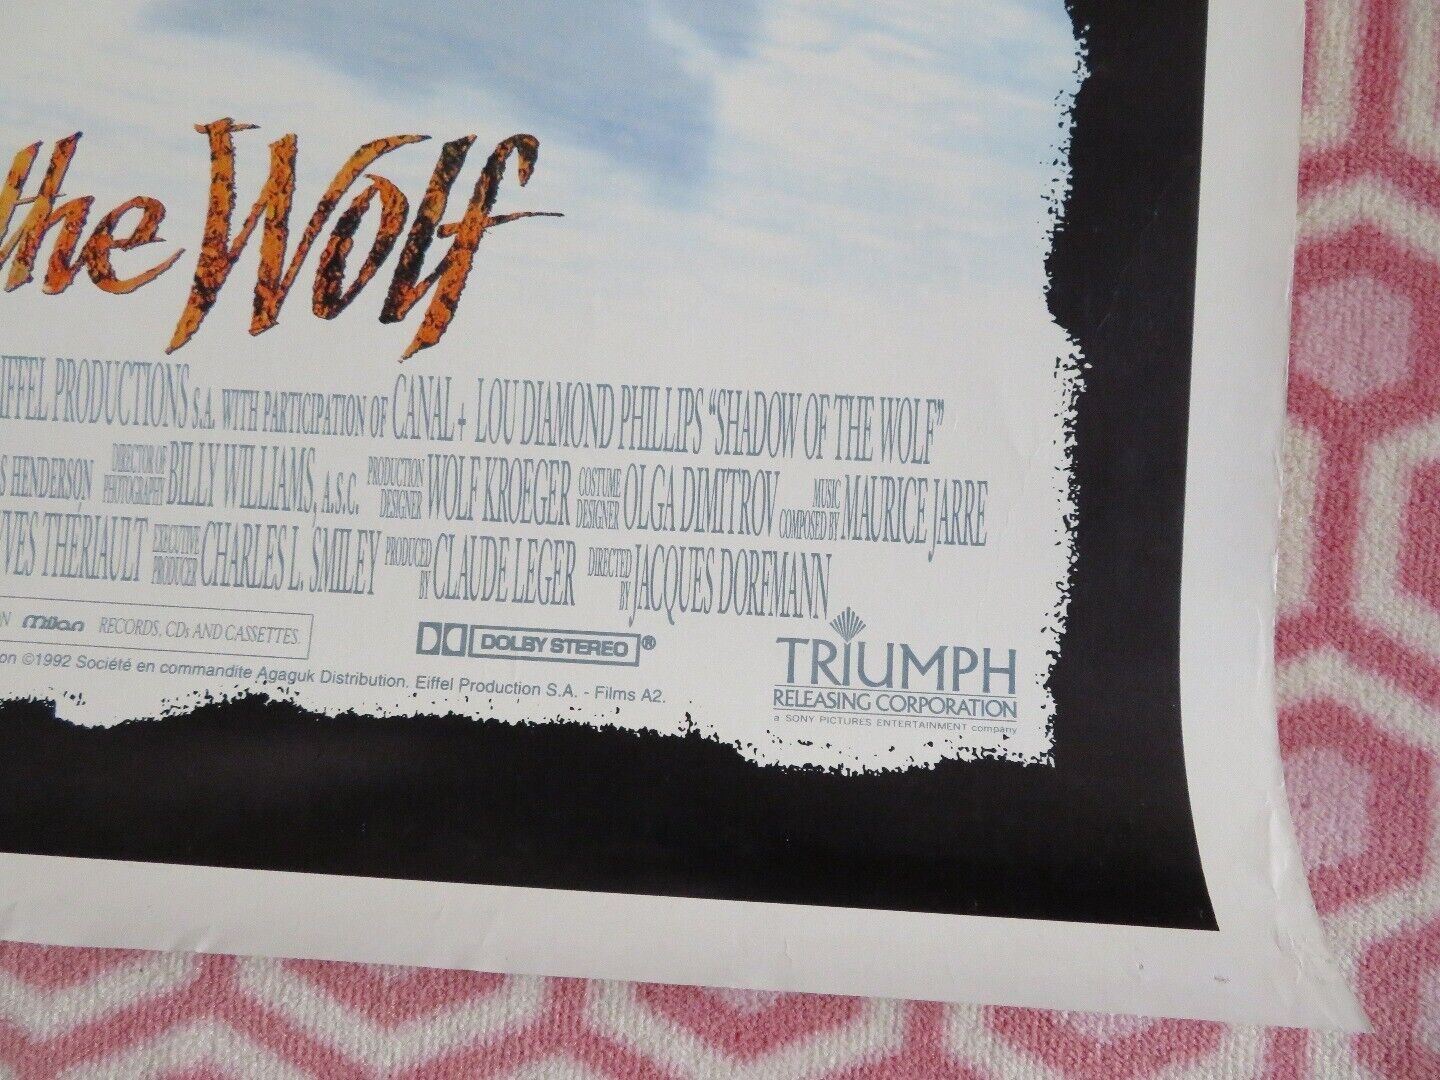 the Wolf
EIFFEL PRODUCTIONS S.A. WITH PARTICIPATION OF CANAL+ LOU DIAMOND PHILLIPS "SHADOW OF THE WOLF"
HENDERSON DIRECTOR OF PHOTOGRAPHY BILLY WILLIAMS, A.S.C. PRODUCTION DESIGNER WOLF KROEGER COSTUME DESIGNER OLGA DIMITROV MUSIC COMPOSED BY MAURICE JARRE
YVES THÉRIAULT EXECUTIVE PRODUCER CHARLES L. SMILEY PRODUCED BY CLAUDE LEGER DIRECTED BY JACQUES DORFMANN
milan RECORDS, CDs AND CASSETTES.
DOLBY STEREO ®
TRIUMPH
RELEASING CORPORATION
a SONY PICTURES ENTERTAINMENT company
©1992 Société en commandite Agaguk Distribution. Eiffel Production S.A. - Films A2.